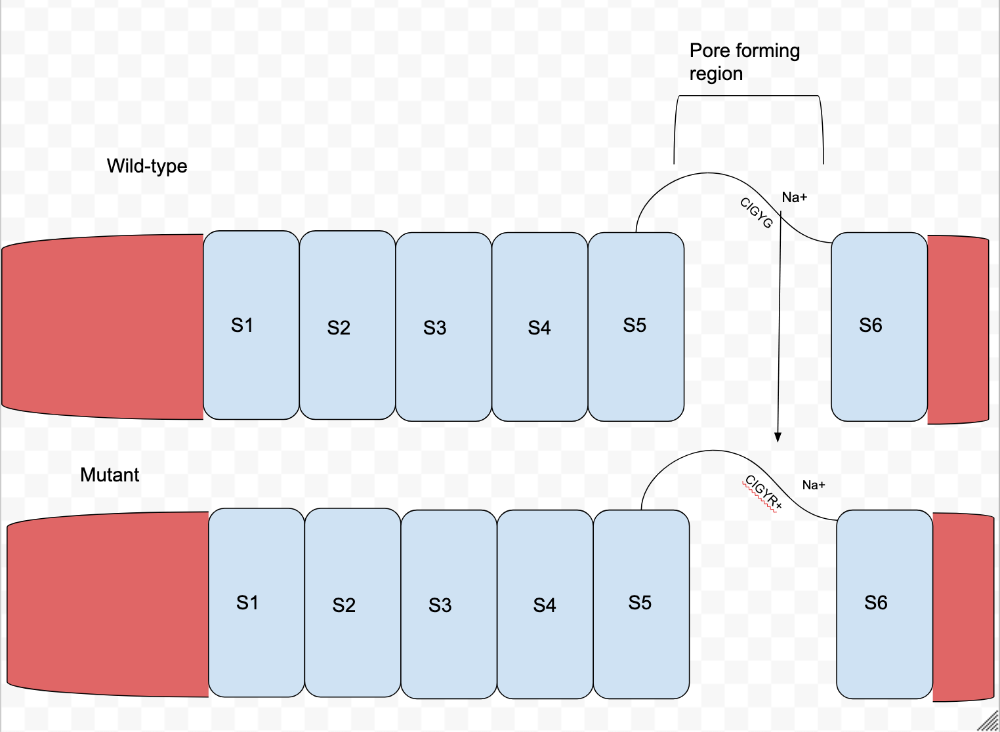 Pore forming
region
Wild-type
Na+
CIGYG
S1
S2
S3
S4
S5
S6
Mutant
CIGYR+
Na+
S1
S2
S3
S4
S5
S6